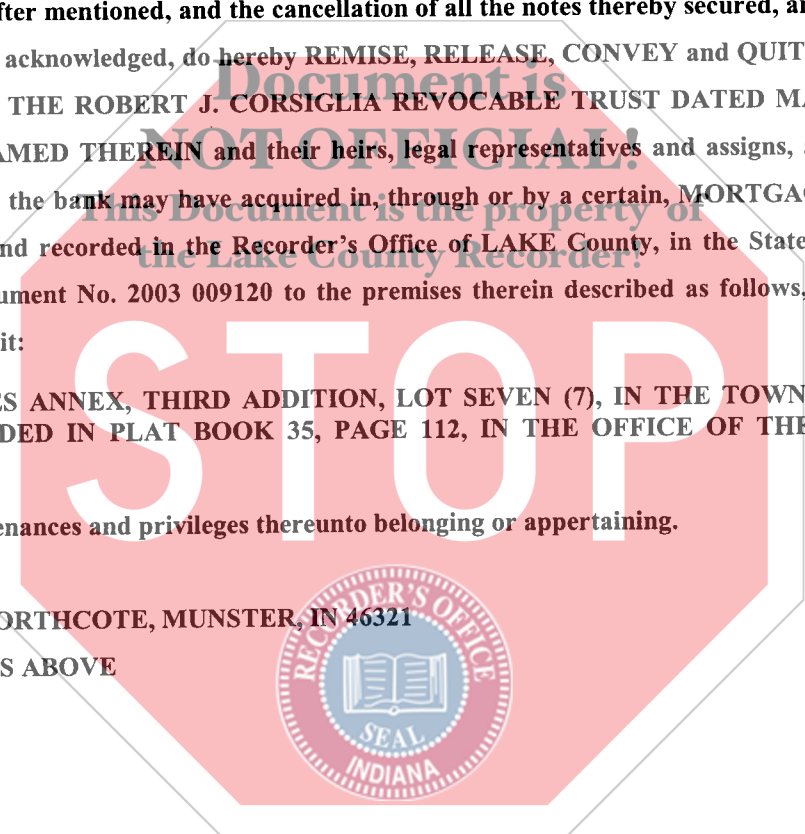 fter mentioned, and the cancellation of all the notes thereby secured, a
acknowledged, do hereby REMISE, RELEASE, CONVEY and QUIT
Document is
THE ROBERT J. CORSIGLIA REVOCABLE TRUST DATED MA
NOT OFFICIAL!
AMED THEREIN and their heirs, legal representatives and assigns,
the bank may have acquired in, through or by a certain, MORTGAG
This Document is the property of
nd recorded in the Recorder's Office of LAKE County, in the State
the Lake County Recorder!
ument No. 2003 009120 to the premises therein described as follows,
it:
STOP
ES ANNEX, THIRD ADDITION, LOT SEVEN (7), IN THE TOWN
DED IN PLAT BOOK 35, PAGE 112, IN THE OFFICE OF THE
enances and privileges thereunto belonging or appertaining.
ORTHCOTE, MUNSTER, IN 46321
S ABOVE
RECORDER'S OFFICE
SEAL
INDIANA